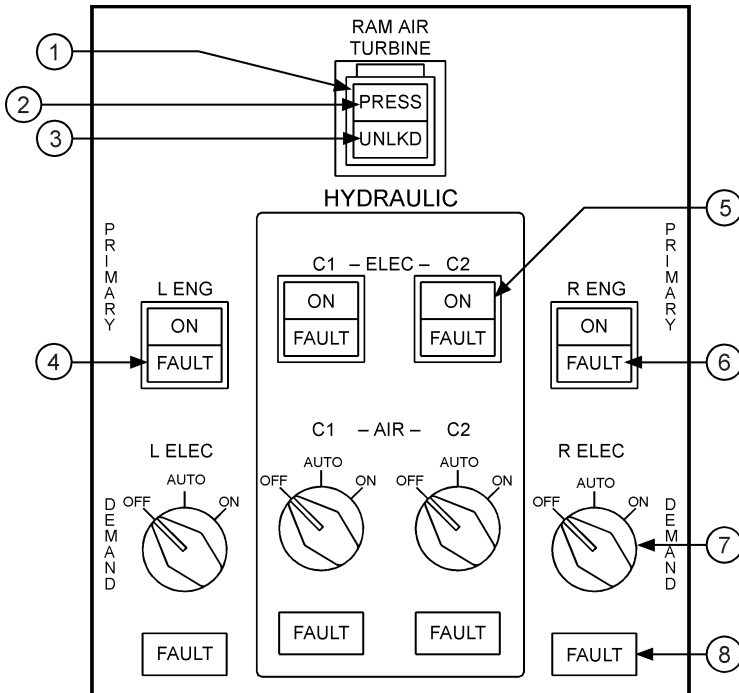 RAM AIR
TURBINE
1
2
3
PRESS
UNLKD
HYDRAULIC
PRIMARY
PRIMARY
5
C1 – ELEC – C2
L ENG
ON
FAULT
ON
FAULT
ON
FAULT
R ENG
ON
FAULT
4
6
C1 – AIR – C2
L ELEC
OFF AUTO ON
OFF AUTO ON
OFF AUTO ON
R ELEC
OFF AUTO ON
DEMAND
DEMAND
7
FAULT
FAULT
FAULT
FAULT
8